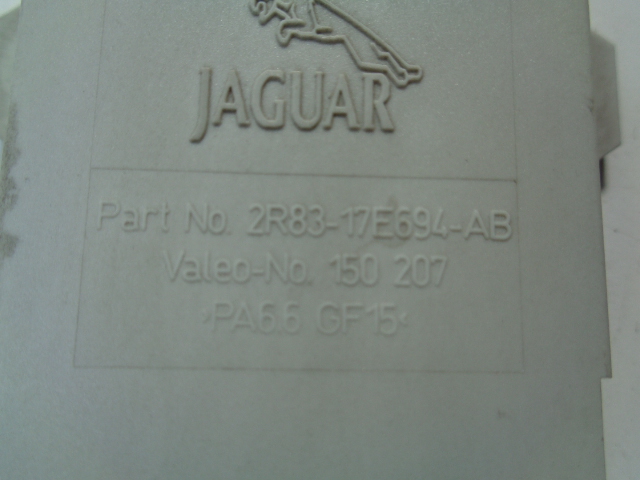 JAGUAR
Part No. 2R83-17E694-AB
Valeo-No. 150 207
>PA6.6 GF15<